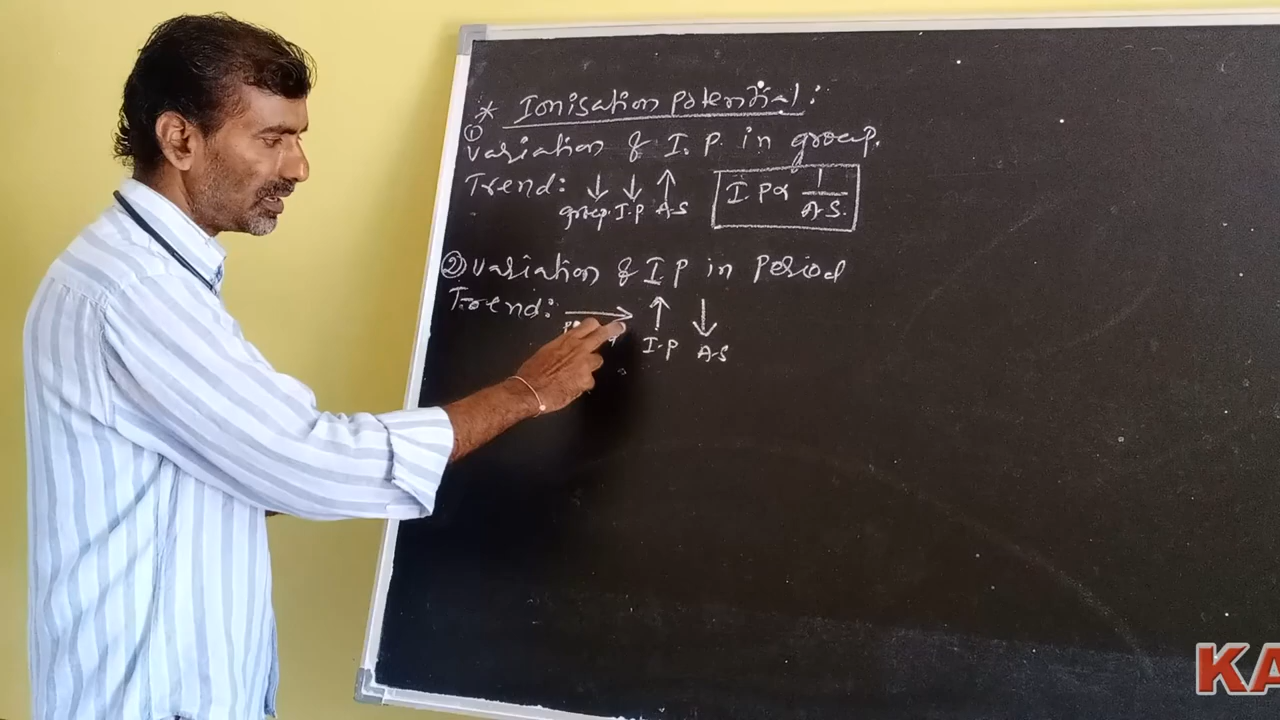 * Ionisation potential:
① Variation of I. P. in group.
Trend: ↓ ↓ ↑
group. I.P A.S
I P ∝ 1/A.S.
② Variation of I P in Period
Trend: → ↑ ↓
I.P A.S
KA